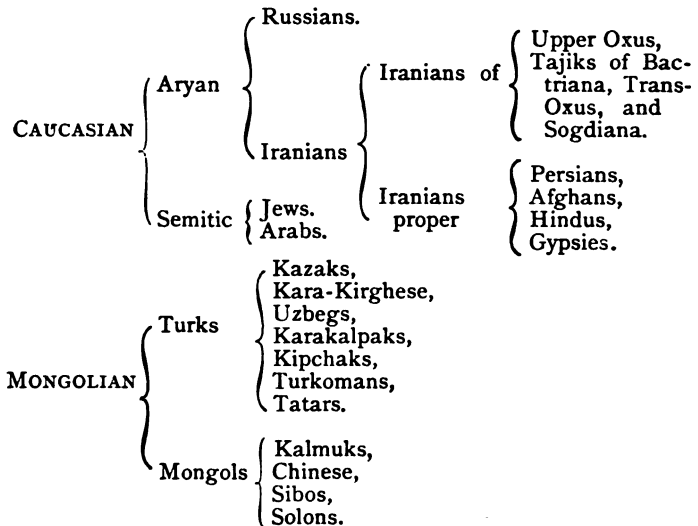 CAUCASIAN
Aryan
Russians.
Iranians
Iranians of
Upper Oxus,
Tajiks of Bac-
triana, Trans-
Oxus, and
Sogdiana.
Iranians
proper
Persians,
Afghans,
Hindus,
Gypsies.
Semitic
Jews.
Arabs.
MONGOLIAN
Turks
Kazaks,
Kara-Kirghese,
Uzbegs,
Karakalpaks,
Kipchaks,
Turkomans,
Tatars.
Mongols
Kalmuks,
Chinese,
Sibos,
Solons.